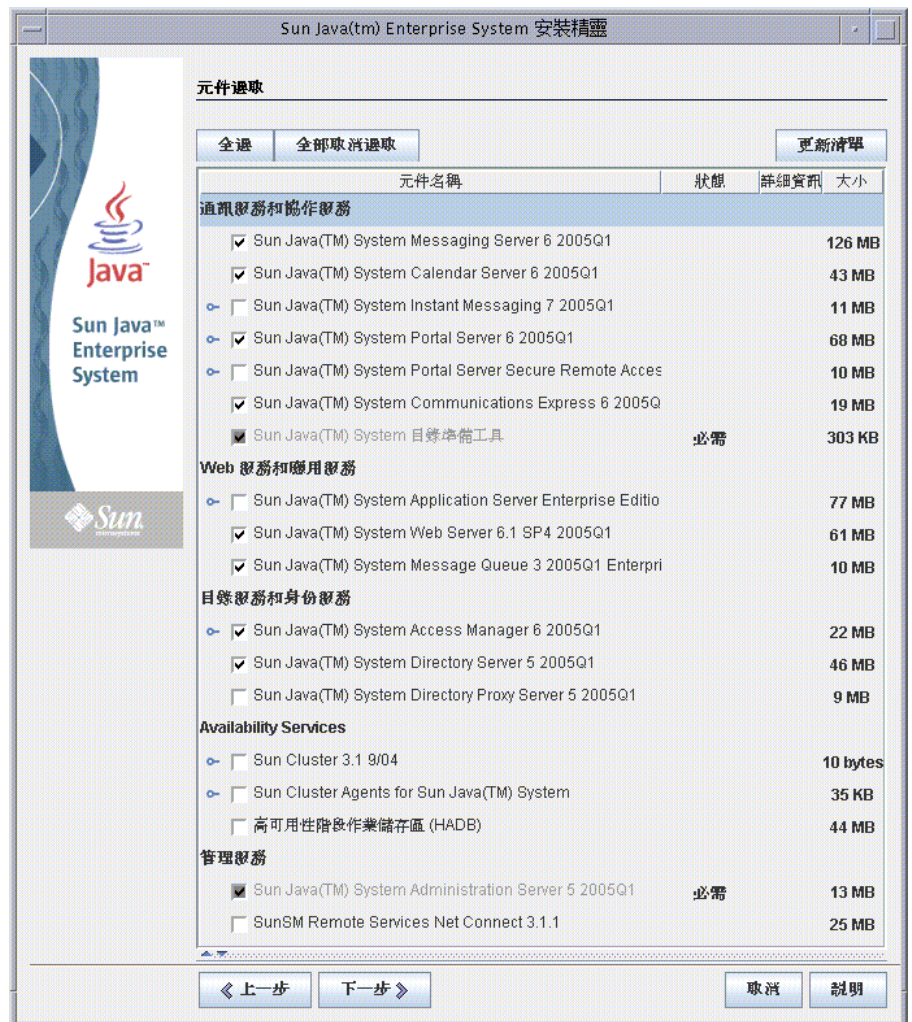 Sun Java(tm) Enterprise System 安裝精靈
元件選取
全選 全部取消選取 更新清單
元件名稱 狀態 詳細資訊 大小
通訊服務和協作服務
Sun Java(TM) System Messaging Server 6 2005Q1 126 MB
Sun Java(TM) System Calendar Server 6 2005Q1 43 MB
Sun Java(TM) System Instant Messaging 7 2005Q1 11 MB
Sun Java(TM) System Portal Server 6 2005Q1 68 MB
Sun Java(TM) System Portal Server Secure Remote Acces 10 MB
Sun Java(TM) System Communications Express 6 2005Q 19 MB
Sun Java(TM) System 目錄準備工具 必需 303 KB
Web 服務和應用服務
Sun Java(TM) System Application Server Enterprise Editio 77 MB
Sun Java(TM) System Web Server 6.1 SP4 2005Q1 61 MB
Sun Java(TM) System Message Queue 3 2005Q1 Enterpri 10 MB
目錄服務和身份服務
Sun Java(TM) System Access Manager 6 2005Q1 22 MB
Sun Java(TM) System Directory Server 5 2005Q1 46 MB
Sun Java(TM) System Directory Proxy Server 5 2005Q1 9 MB
Availability Services
Sun Cluster 3.1 9/04 10 bytes
Sun Cluster Agents for Sun Java(TM) System 35 KB
高可用性階段作業儲存區 (HADB) 44 MB
管理服務
Sun Java(TM) System Administration Server 5 2005Q1 必需 13 MB
SunSM Remote Services Net Connect 3.1.1 25 MB
Java™
Sun Java™
Enterprise
System
Sun
microsystems
上一步 下一步 取消 說明